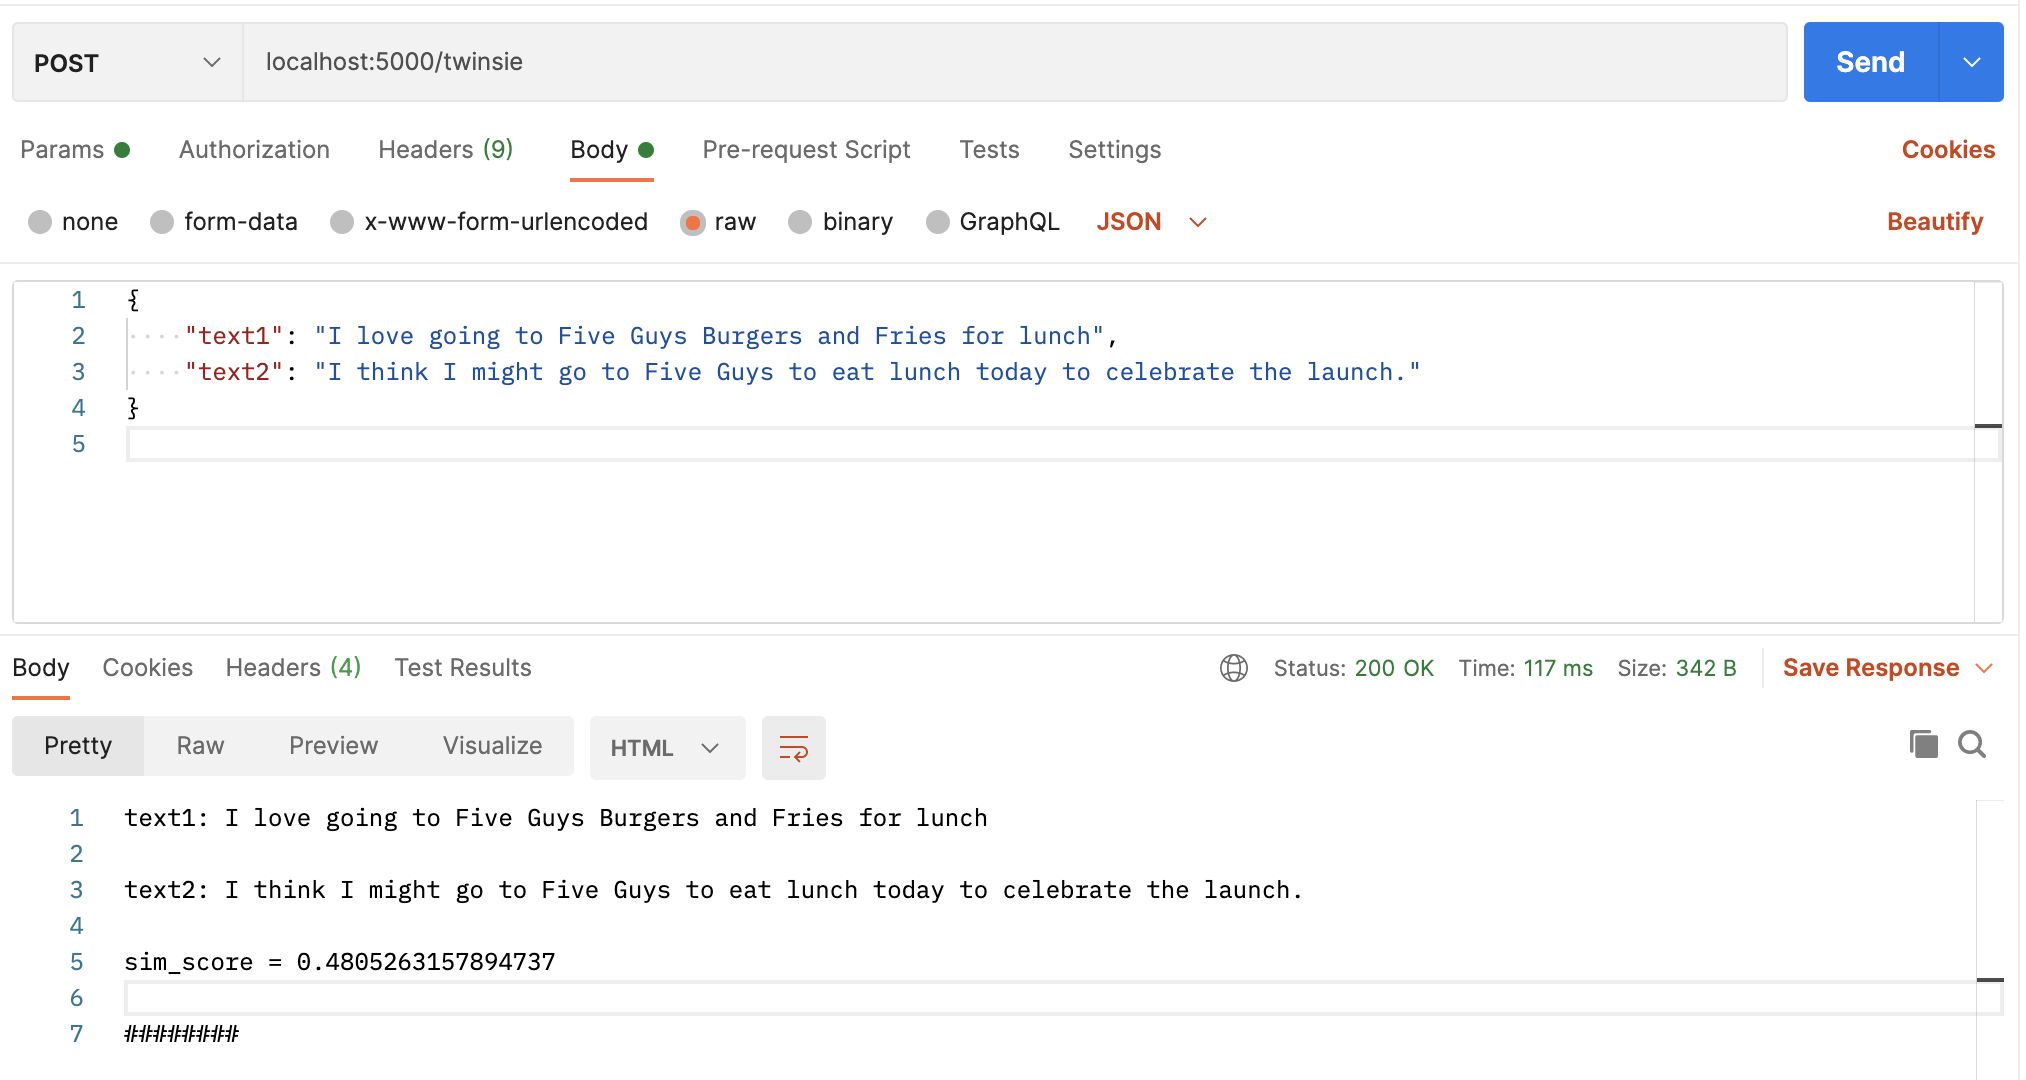 POST localhost:5000/twinsie Send
Params Authorization Headers (9) Body Pre-request Script Tests Settings Cookies
none form-data x-www-form-urlencoded raw binary GraphQL JSON Beautify
1 {
2 ····"text1": "I love going to Five Guys Burgers and Fries for lunch",
3 ····"text2": "I think I might go to Five Guys to eat lunch today to celebrate the launch."
4 }
5
Body Cookies Headers (4) Test Results Status: 200 OK Time: 117 ms Size: 342 B Save Response
Pretty Raw Preview Visualize HTML
1 text1: I love going to Five Guys Burgers and Fries for lunch
2
3 text2: I think I might go to Five Guys to eat lunch today to celebrate the launch.
4
5 sim_score = 0.4805263157894737
6
7 ########